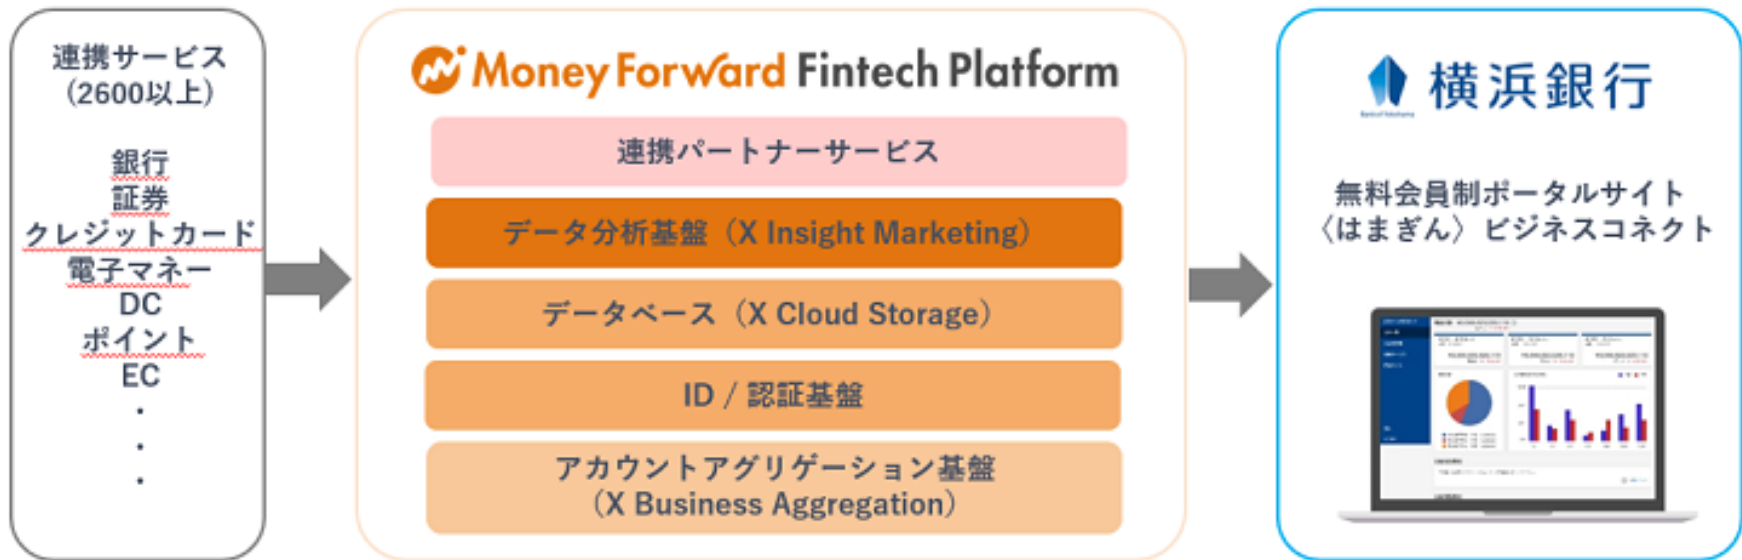 連携サービス
(2600以上)
銀行
証券
クレジットカード
電子マネー
DC
ポイント
EC
・
・
・
Money Forward Fintech Platform
連携パートナーサービス
データ分析基盤（X Insight Marketing）
データベース（X Cloud Storage）
ID / 認証基盤
アカウントアグリゲーション基盤
（X Business Aggregation）
横浜銀行
Bank of Yokohama
無料会員制ポータルサイト
〈はまぎん〉ビジネスコネクト